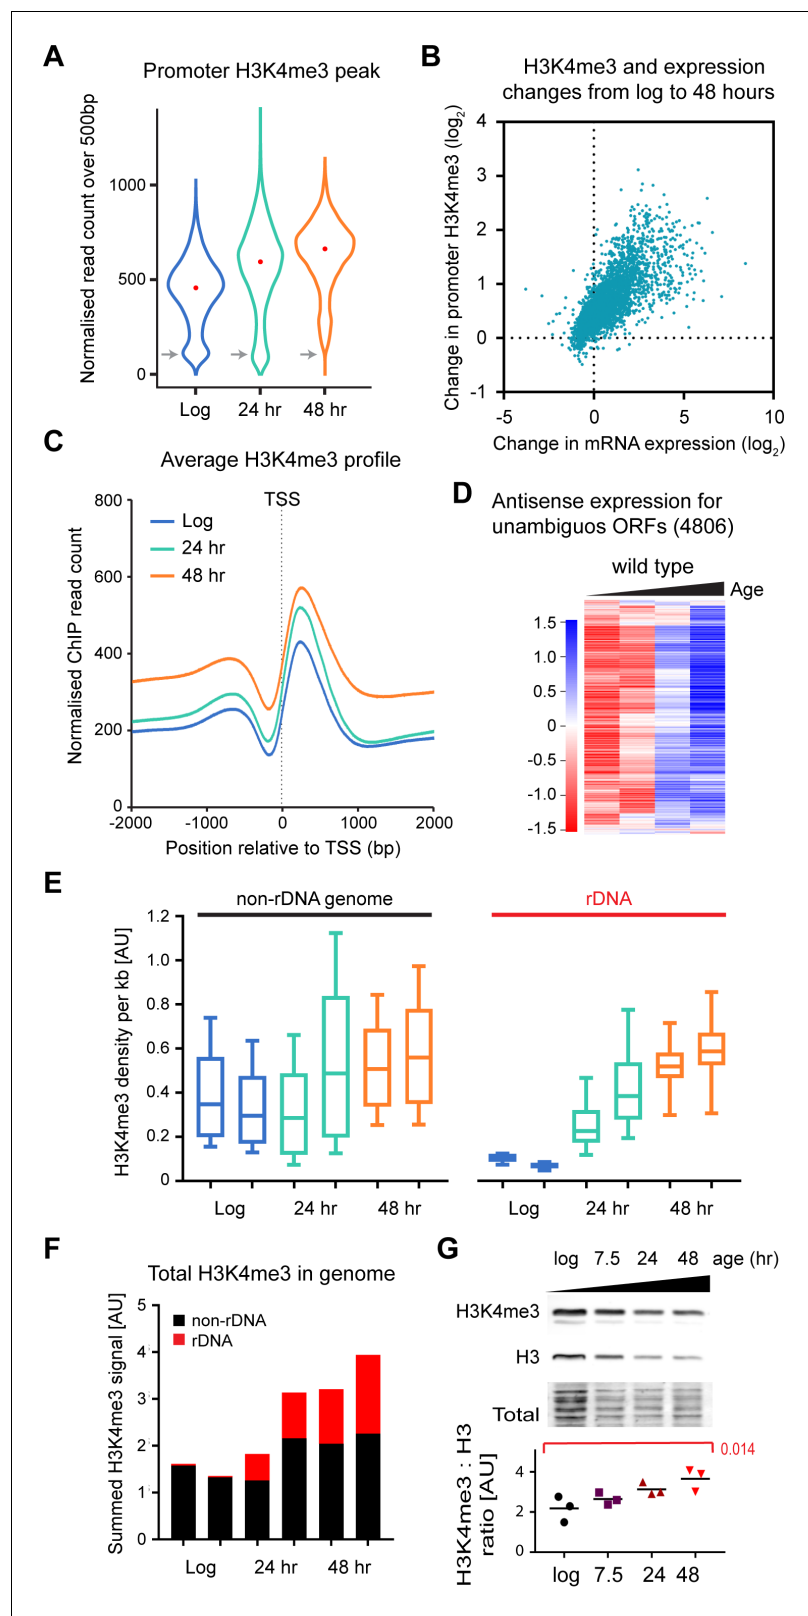 A
Promoter H3K4me3 peak
Normalised read count over 500bp
1000
500
0
Log
24 hr
48 hr
B
H3K4me3 and expression
changes from log to 48 hours
Change in promoter H3K4me3 (log2)
4
3
2
1
0
-1
-5
0
5
10
Change in mRNA expression (log2)
C
Average H3K4me3 profile
TSS
Log
24 hr
48 hr
Normalised ChIP read count
800
600
400
200
0
-2000
-1000
0
1000
2000
Position relative to TSS (bp)
D
Antisense expression for
unambiguos ORFs (4806)
wild type
Age
1.5
1.0
0.5
0
-0.5
-1.0
-1.5
E
non-rDNA genome
rDNA
H3K4me3 density per kb [AU]
1.2
1.0
0.8
0.6
0.4
0.2
0
Log
24 hr
48 hr
Log
24 hr
48 hr
F
Total H3K4me3 in genome
non-rDNA
rDNA
Summed H3K4me3 signal [AU]
5
4
3
2
1
0
Log
24 hr
48 hr
G
log 7.5 24 48 age (hr)
H3K4me3
H3
Total
0.014
H3K4me3 : H3
ratio [AU]
4
2
0
log
7.5
24
48